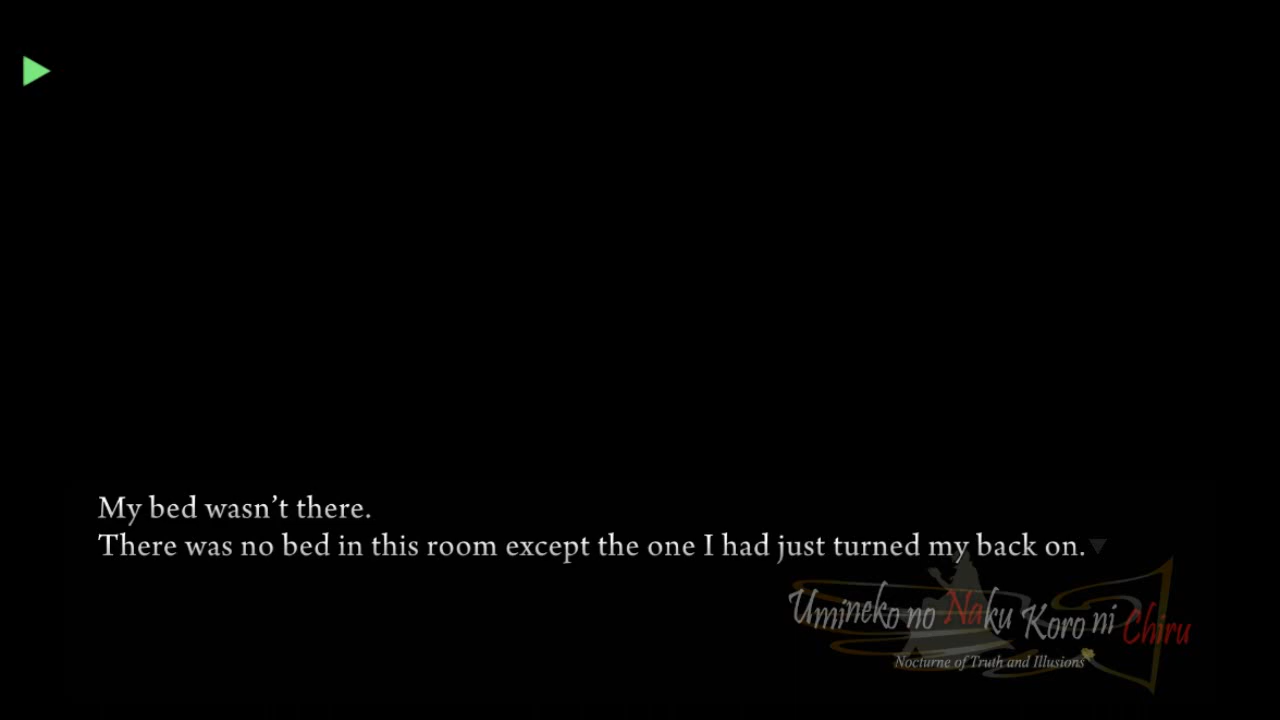 My bed wasn’t there.
There was no bed in this room except the one I had just turned my back on.
Umineko no Naku Koro ni Chiru
Nocturne of Truth and Illusions